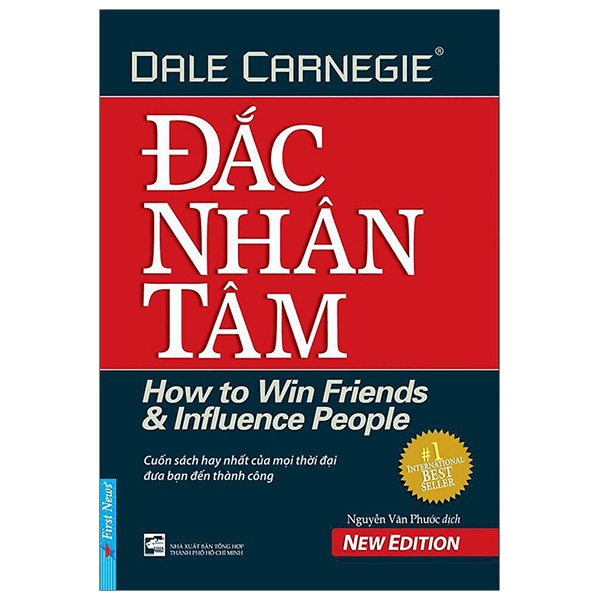 DALE CARNEGIE®
ĐẮC
NHÂN
TÂM
How to Win Friends
& Influence People
Cuốn sách hay nhất của mọi thời đại
đưa bạn đến thành công
#1
INTERNATIONAL
BEST
SELLER
Nguyễn Văn Phước dịch
NEW EDITION
First News
NHÀ XUẤT BẢN TỔNG HỢP
THÀNH PHỐ HỒ CHÍ MINH